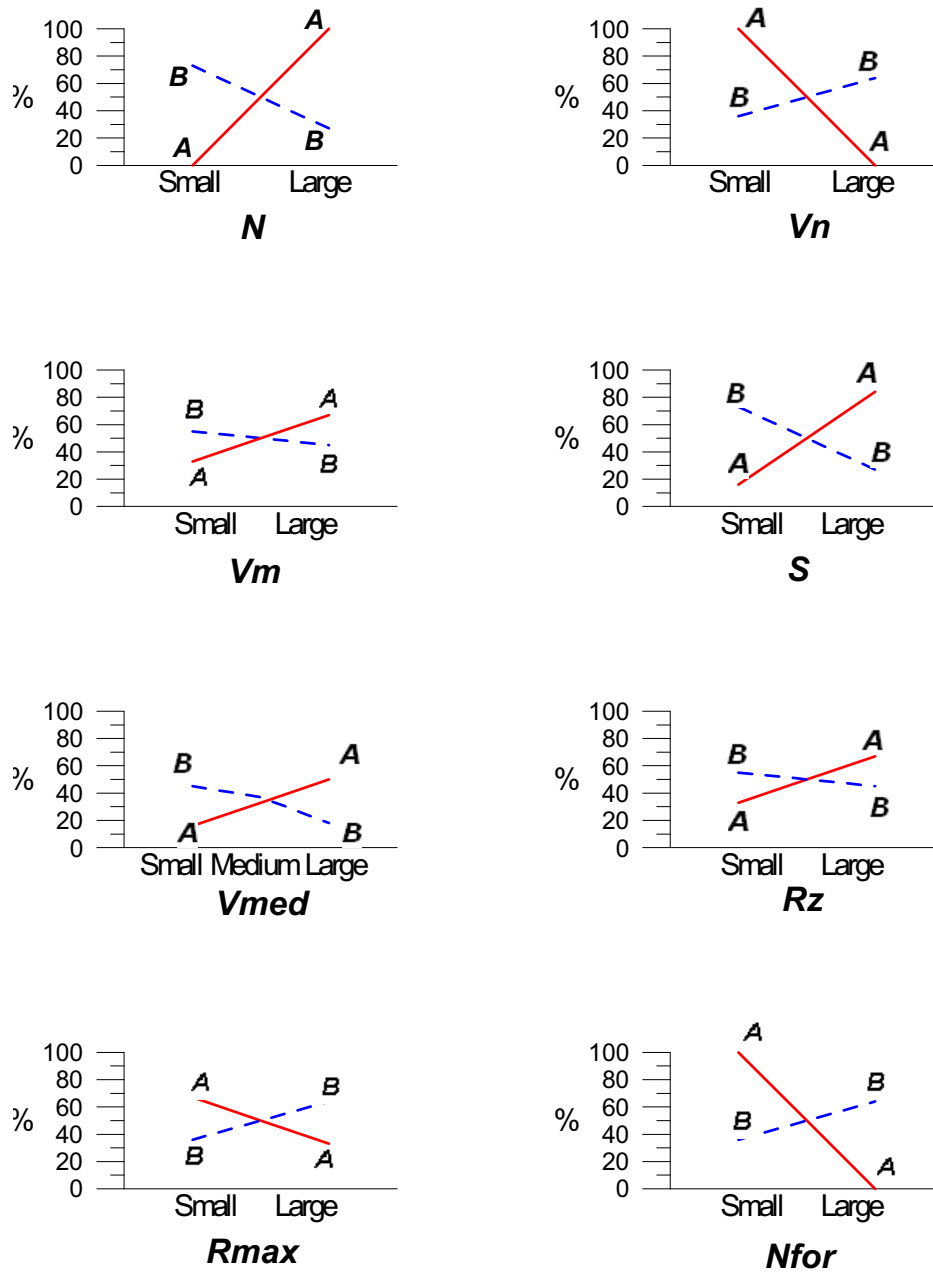 100 A
80 B
% 60
40
20 A B
0
Small Large
N
100 A
80 B
% 60 B
40
20 A
0
Small Large
Vn
100
80 B A
% 60
40 B
20 A
0
Small Large
Vm
100 A
80 B
% 60
40 A B
20
0
Small Large
S
100
80 A
% 60 B
40
20 A B
0
Small Medium Large
Vmed
100
80 B A
% 60
40 B
20 A
0
Small Large
Rz
100
80 A B
% 60
40
20 B A
0
Small Large
Rmax
A
100
80 B
% 60 B
40
20 A
0
Small Large
Nfor